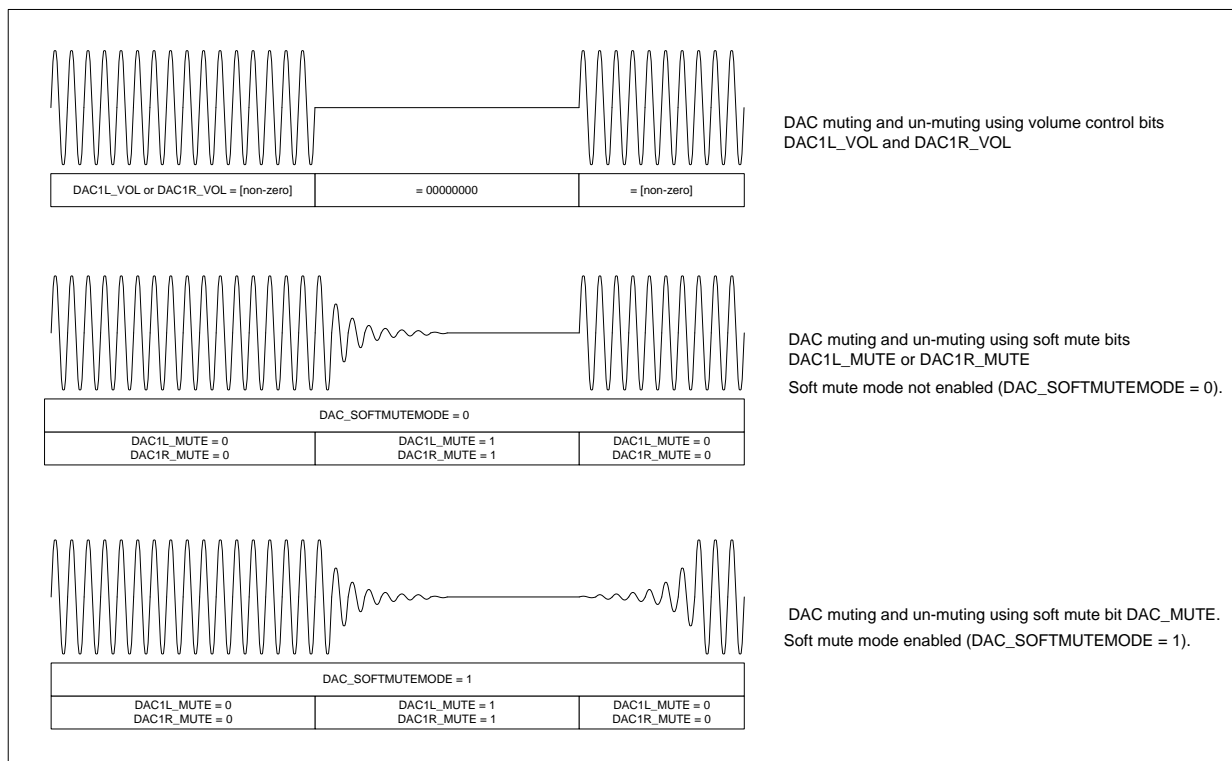 DAC muting and un-muting using volume control bits
DAC1L_VOL and DAC1R_VOL
DAC1L_VOL or DAC1R_VOL = [non-zero]
= 00000000
= [non-zero]
DAC muting and un-muting using soft mute bits
DAC1L_MUTE or DAC1R_MUTE
Soft mute mode not enabled (DAC_SOFTMUTEMODE = 0).
DAC_SOFTMUTEMODE = 0
DAC1L_MUTE = 0
DAC1R_MUTE = 0
DAC1L_MUTE = 1
DAC1R_MUTE = 1
DAC1L_MUTE = 0
DAC1R_MUTE = 0
DAC muting and un-muting using soft mute bit DAC_MUTE.
Soft mute mode enabled (DAC_SOFTMUTEMODE = 1).
DAC_SOFTMUTEMODE = 1
DAC1L_MUTE = 0
DAC1R_MUTE = 0
DAC1L_MUTE = 1
DAC1R_MUTE = 1
DAC1L_MUTE = 0
DAC1R_MUTE = 0